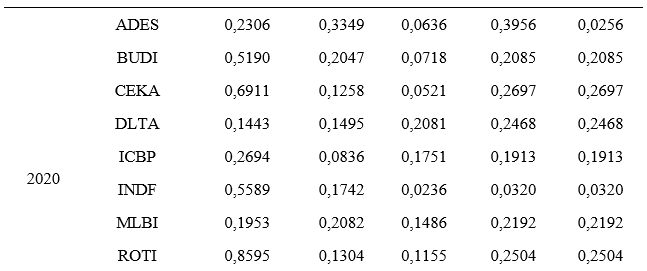 ADES 0,2306 0,3349 0,0636 0,3956 0,0256
BUDI 0,5190 0,2047 0,0718 0,2085 0,2085
CEKA 0,6911 0,1258 0,0521 0,2697 0,2697
DLTA 0,1443 0,1495 0,2081 0,2468 0,2468
ICBP 0,2694 0,0836 0,1751 0,1913 0,1913
2020
INDF 0,5589 0,1742 0,0236 0,0320 0,0320
MLBI 0,1953 0,2082 0,1486 0,2192 0,2192
ROTI 0,8595 0,1304 0,1155 0,2504 0,2504